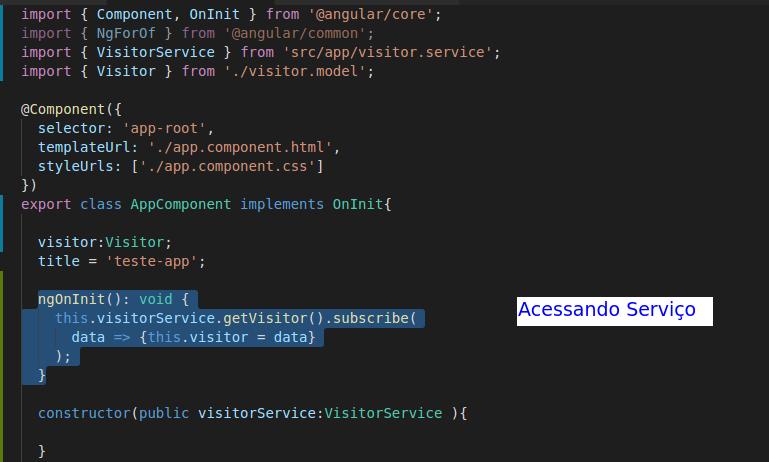 import { Component, OnInit } from '@angular/core';
import { NgForOf } from '@angular/common';
import { VisitorService } from 'src/app/visitor.service';
import { Visitor } from './visitor.model';
@Component({
selector: 'app-root',
templateUrl: './app.component.html',
styleUrls: ['./app.component.css']
})
export class AppComponent implements OnInit{
visitor:Visitor;
title = 'teste-app';
ngOnInit(): void {
this.visitorService.getVisitor().subscribe(
Acessando Serviço
data => {this.visitor = data}
);
}
constructor(public visitorService:VisitorService ){
}